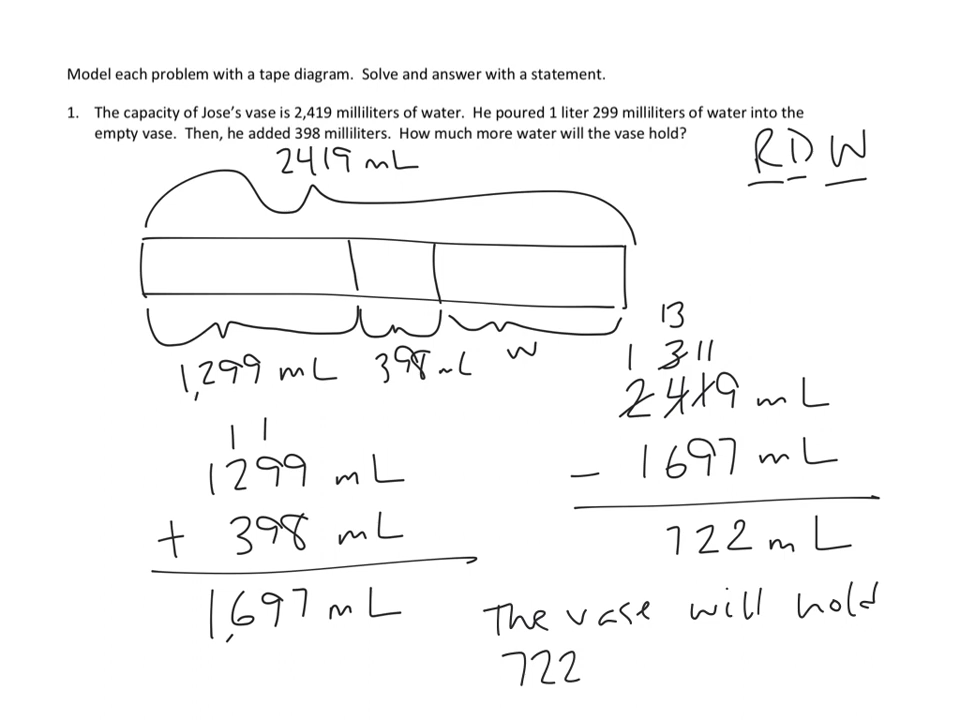 Model each problem with a tape diagram. Solve and answer with a statement.
1. The capacity of Jose's vase is 2,419 milliliters of water. He poured 1 liter 299 milliliters of water into the
empty vase. Then, he added 398 milliliters. How much more water will the vase hold?
RDW
2419 mL
1,299 mL 398 mL W
1 1
1299 mL
+ 398 mL
1,697 mL
13
1 3 11
2419 mL
- 1697 mL
722 mL
The vase will hold
722